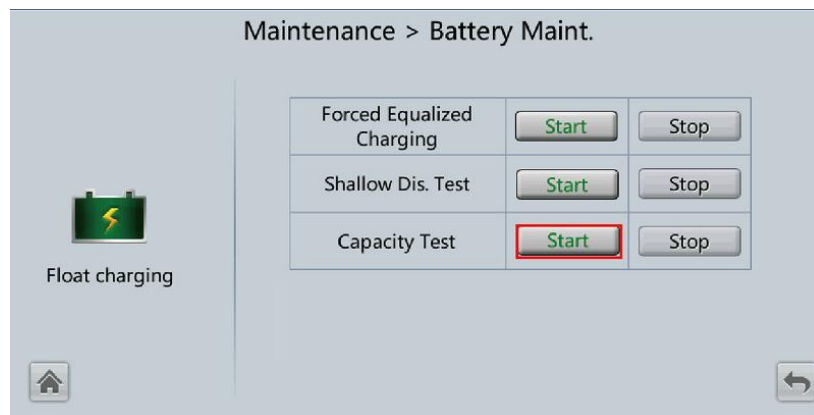 Maintenance > Battery Maint.
Forced Equalized
Charging
Start
Stop
Shallow Dis. Test
Start
Stop
Capacity Test
Start
Stop
Float charging